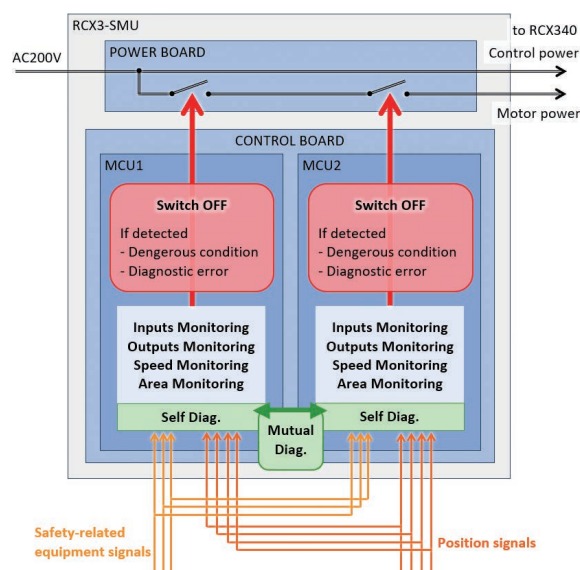 RCX3-SMU
to RCX340
POWER BOARD
Control power
AC200V
Motor power
CONTROL BOARD
MCU1
MCU2
Switch OFF
If detected
- Dengerous condition
- Diagnostic error
Switch OFF
If detected
- Dengerous condition
- Diagnostic error
Inputs Monitoring
Outputs Monitoring
Speed Monitoring
Area Monitoring
Inputs Monitoring
Outputs Monitoring
Speed Monitoring
Area Monitoring
Self Diag.
Self Diag.
Mutual
Diag.
Safety-related
equipment signals
Position signals